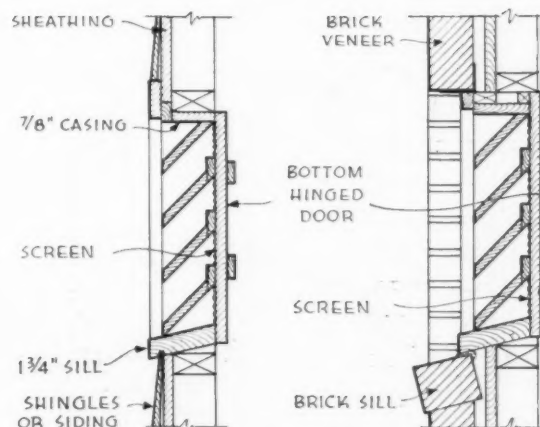 SHEATHING
7/8" CASING
SCREEN
1 3/4" SILL
SHINGLES
OR SIDING
BRICK
VENEER
BOTTOM
HINGED
DOOR
SCREEN
BRICK SILL